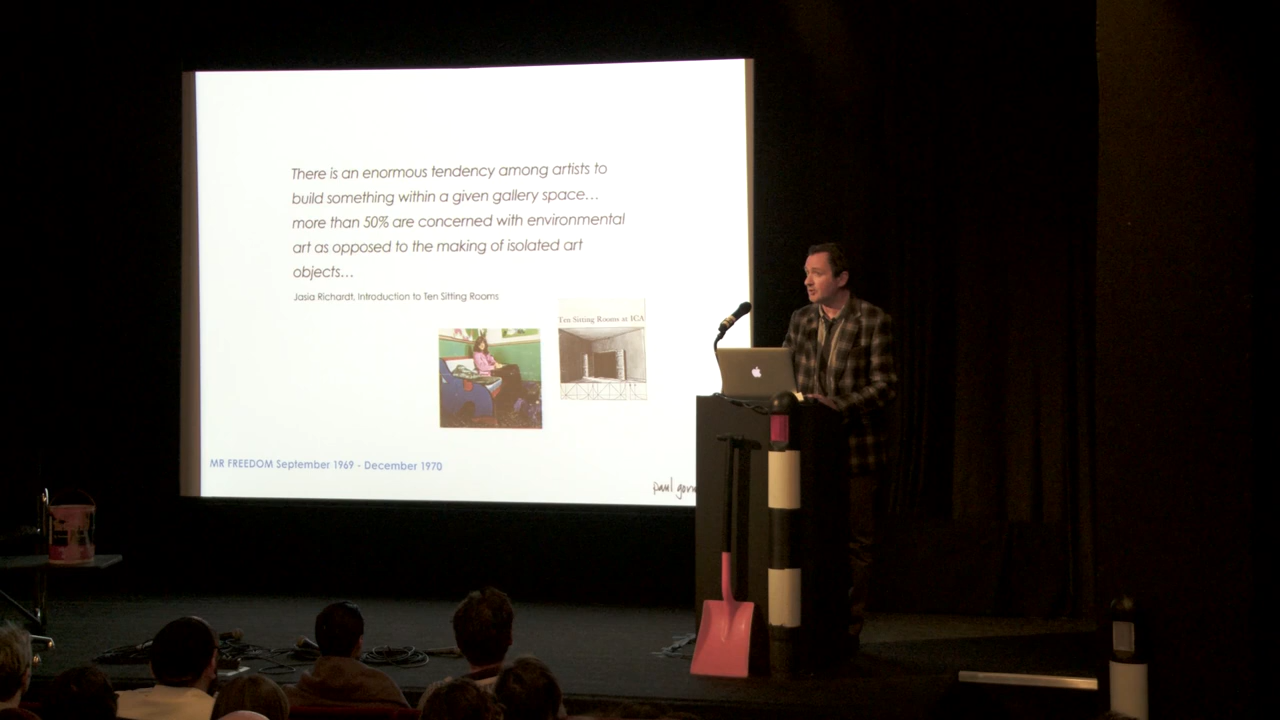 There is an enormous tendency among artists to
build something within a given gallery space…
more than 50% are concerned with environmental
art as opposed to the making of isolated art
objects…
Jasia Richardt, Introduction to Ten Sitting Rooms
Ten Sitting Rooms at ICA
MR FREEDOM September 1969 - December 1970
paul